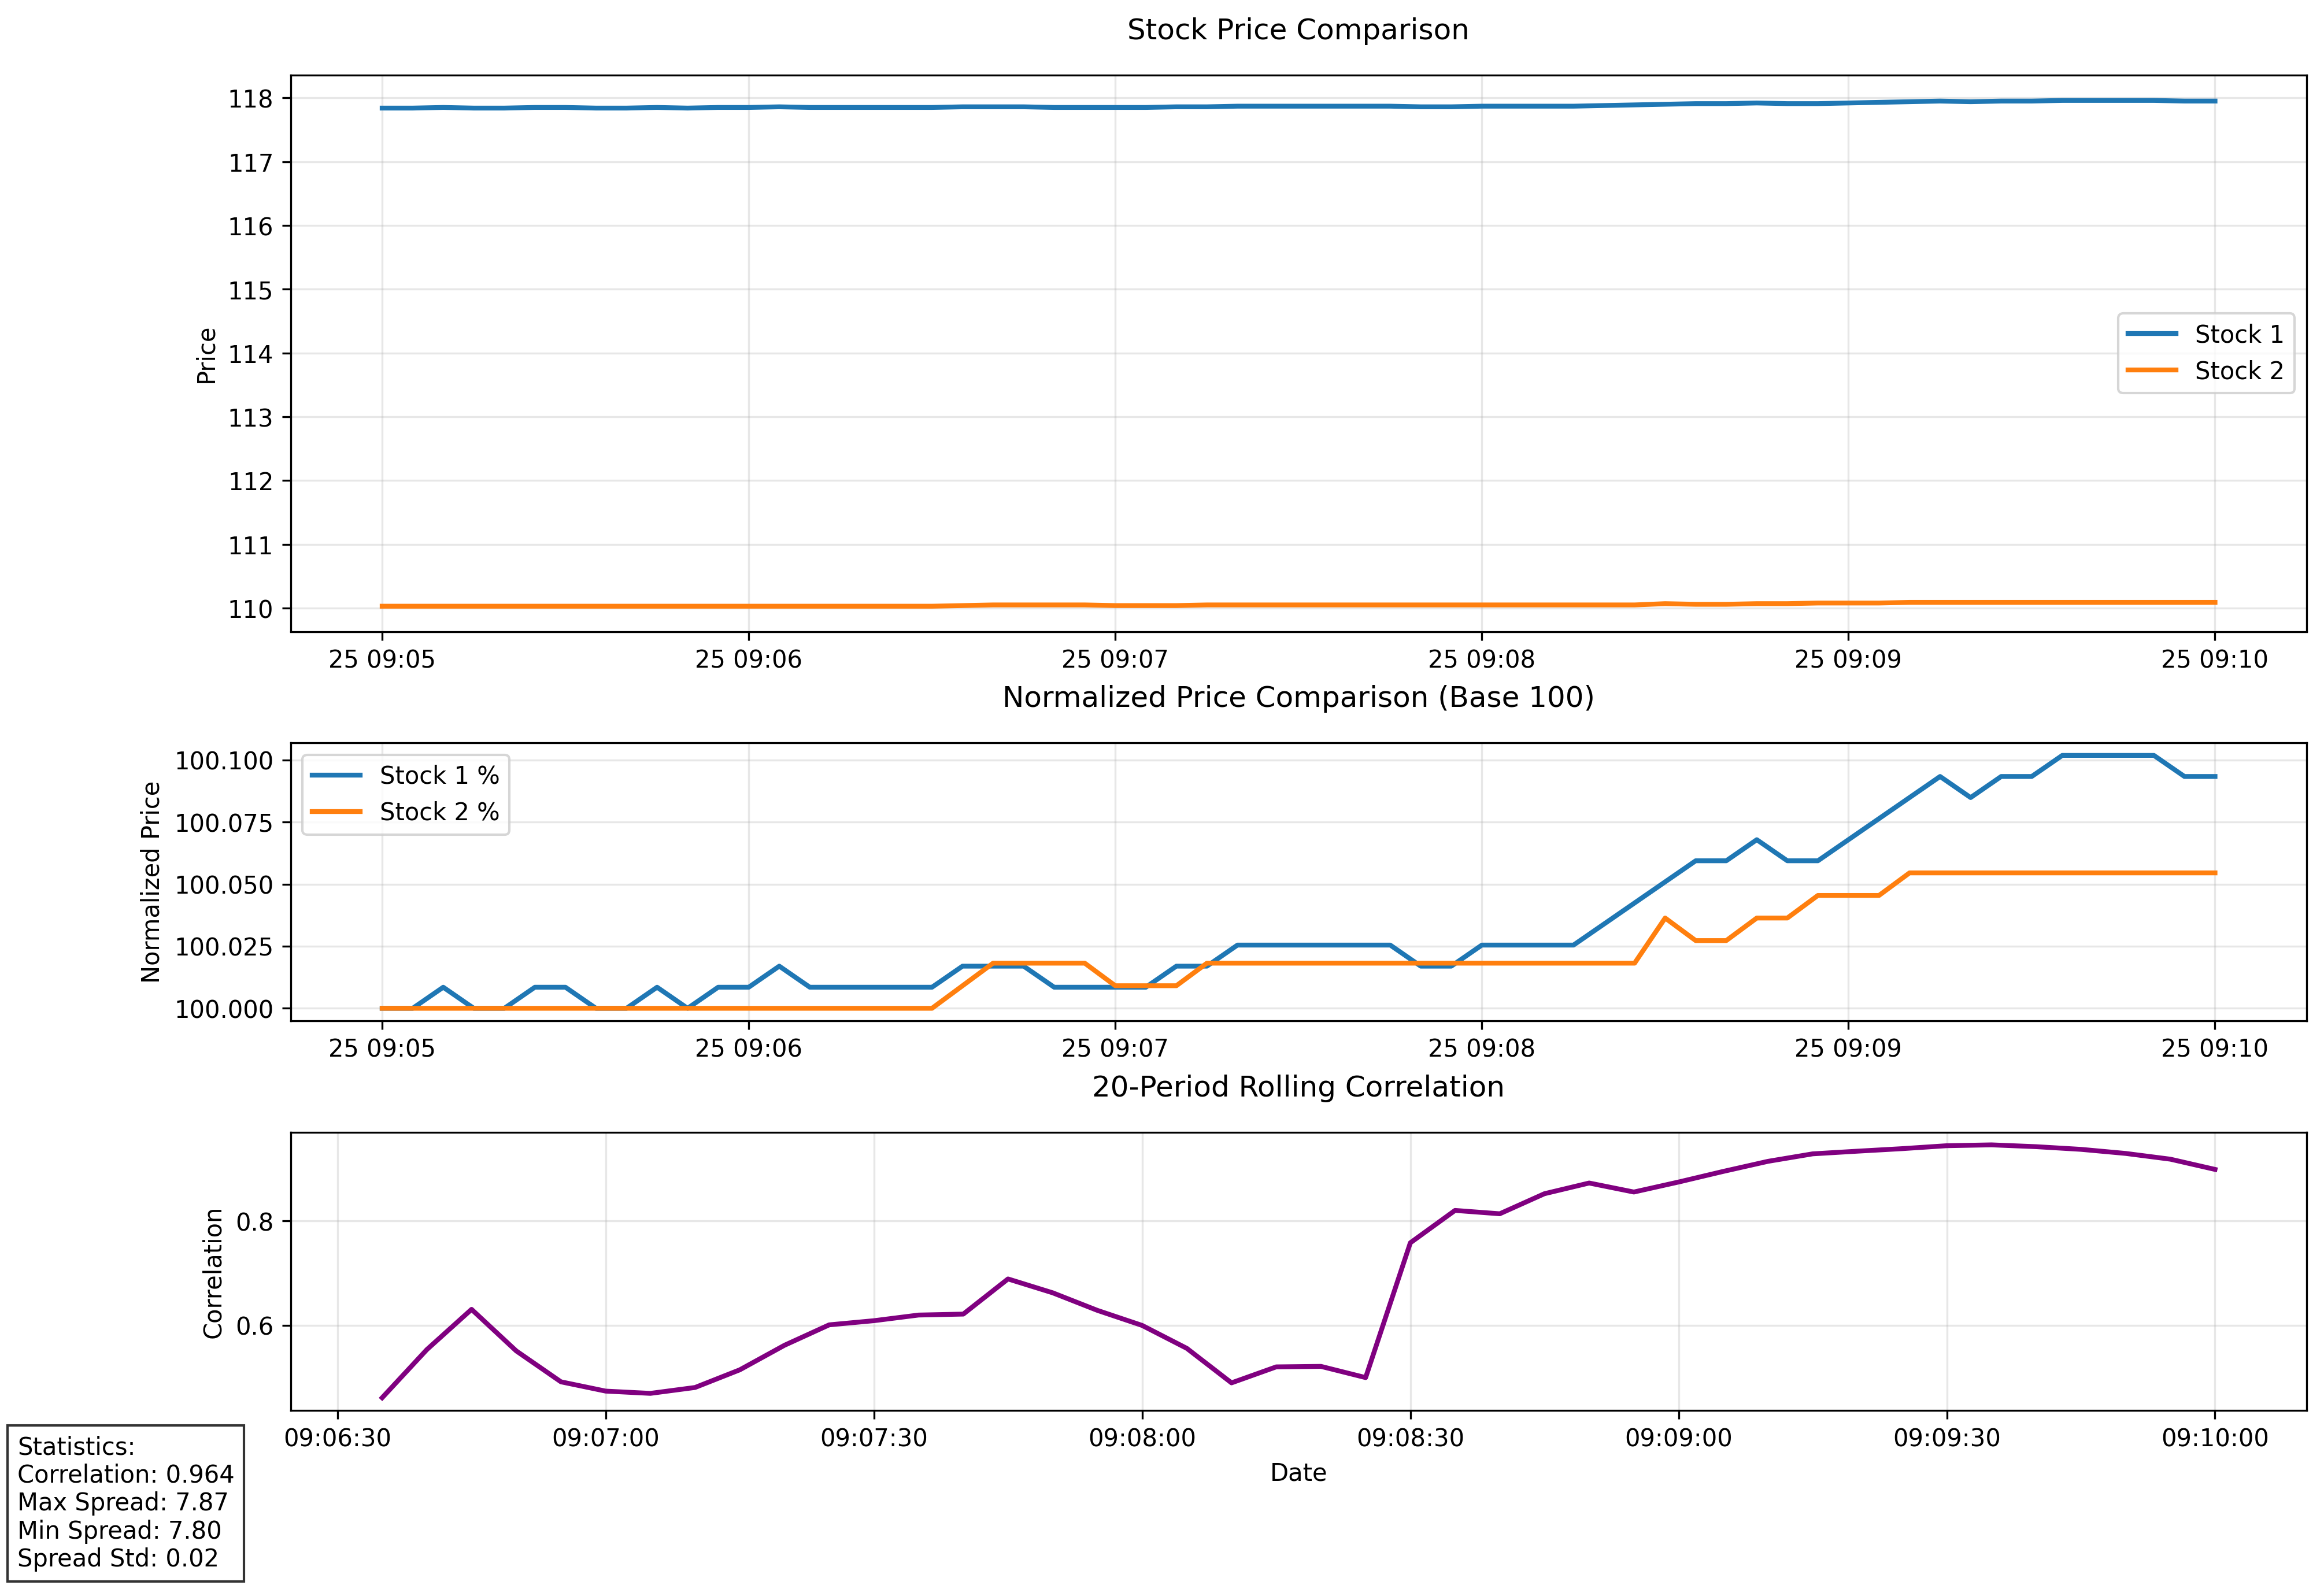 Stock Price Comparison
118
117
116
115
114
113
112
111
110
Price
Stock 1
Stock 2
25 09:05
25 09:06
25 09:07
25 09:08
25 09:09
25 09:10
Normalized Price Comparison (Base 100)
100.100
100.075
100.050
100.025
100.000
Normalized Price
Stock 1 %
Stock 2 %
25 09:05
25 09:06
25 09:07
25 09:08
25 09:09
25 09:10
20-Period Rolling Correlation
0.8
0.6
Correlation
09:06:30
09:07:00
09:07:30
09:08:00
09:08:30
09:09:00
09:09:30
09:10:00
Date
Statistics:
Correlation: 0.964
Max Spread: 7.87
Min Spread: 7.80
Spread Std: 0.02